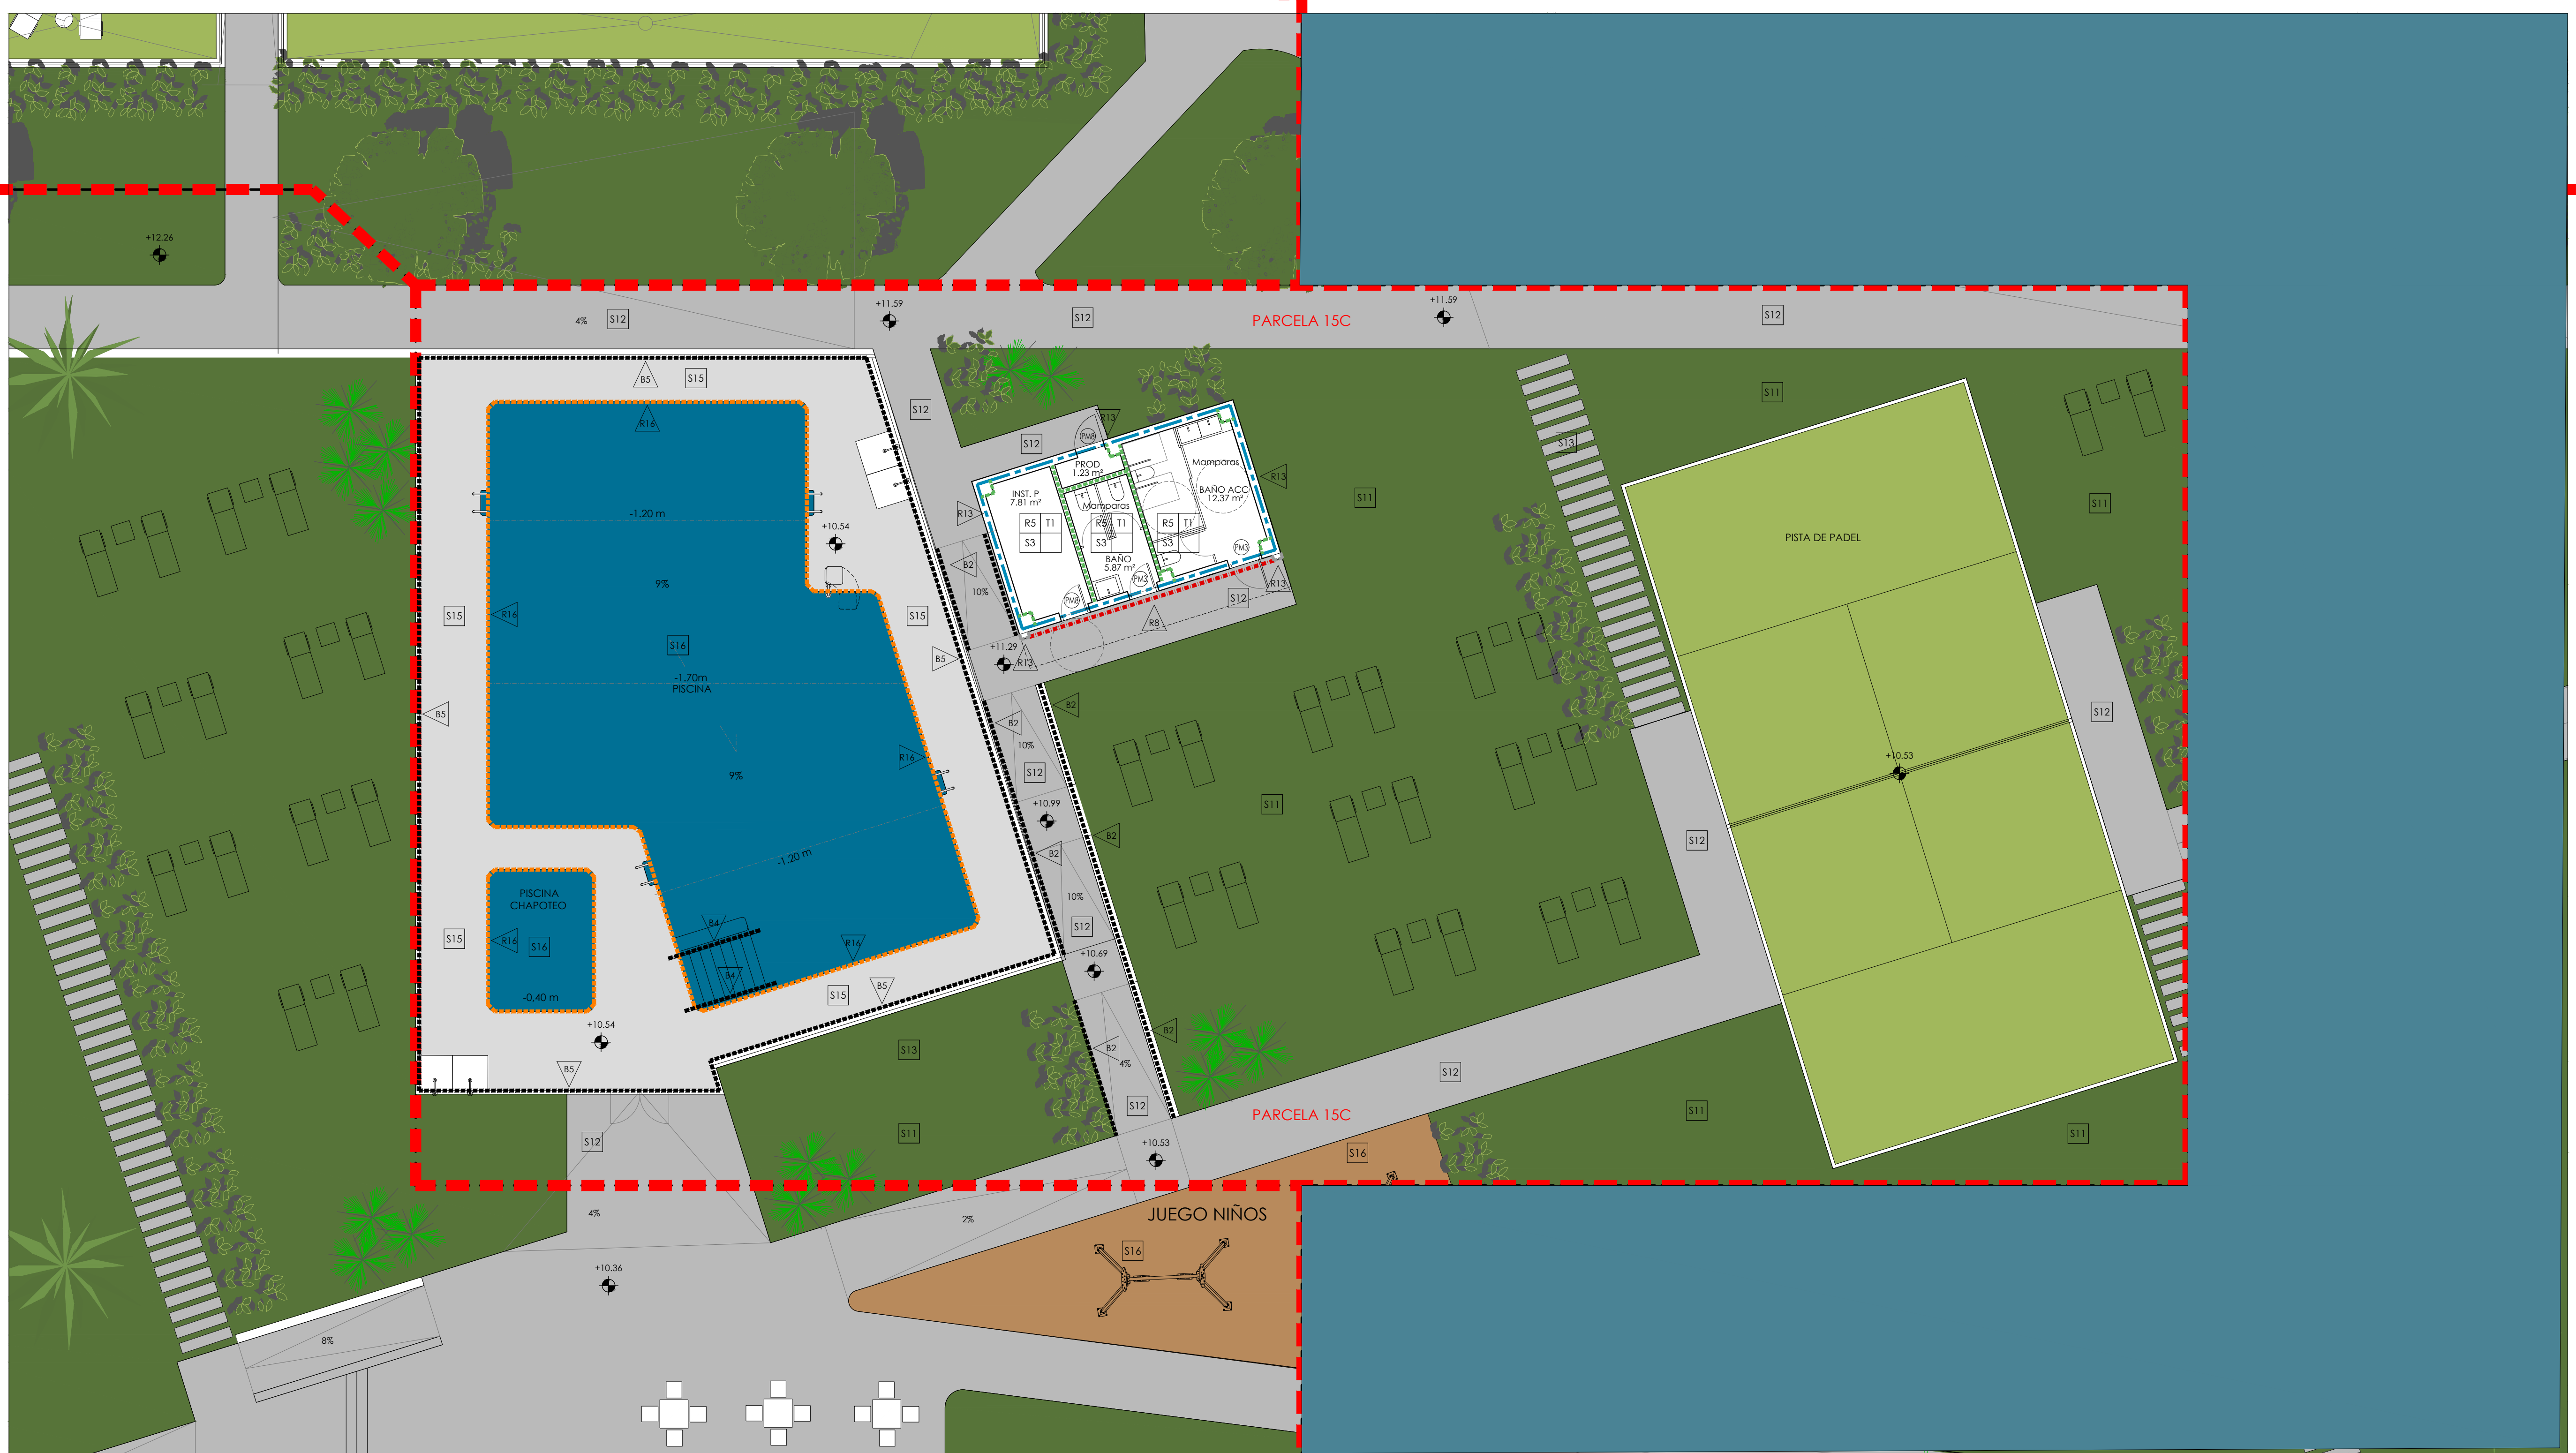 +12.26
+11.59
+11.59
4%
S12
S12
PARCELA 15C
S12
B5
S15
S11
S12
R13
R16
S12
PM8
S13
Mamparas
PROD
1.23 m²
R13
BAÑO ACC
12.37 m²
INST. P
7.81 m²
S11
S11
Mamparas
R13
-1.20 m
R5 T1
S3
R5 T1
S3
R5 T1
S3
+10.54
PISTA DE PADEL
PM3
BAÑO
5.87 m²
B2
PM3
R13
9%
10%
PM8
S12
S15
R16
S15
R8
S16
B5
+11.29
R13
-1.70m
PISCINA
B2
B5
S12
B2
10%
R16
+10.53
S12
9%
S11
+10.99
B2
S12
B2
-1.20 m
PISCINA
CHAPOTEO
10%
B4
S12
S15
R16
S16
R16
+10.69
B4
B5
S15
-0.40 m
+10.54
B2
S13
B2
4%
B5
S12
S12
S11
PARCELA 15C
S11
S11
S12
+10.53
S16
4%
2%
JUEGO NIÑOS
S16
+10.36
8%